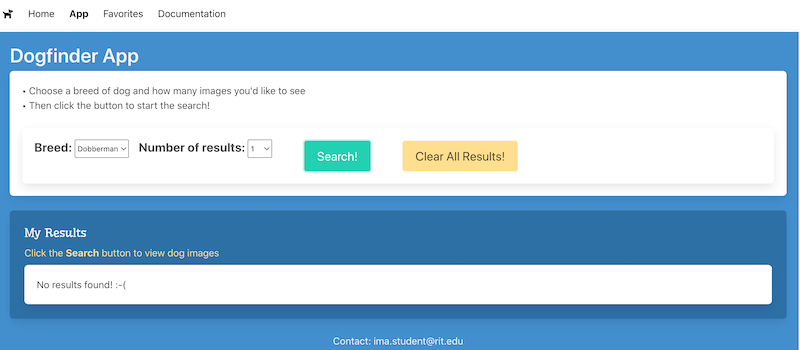 Home App Favorites Documentation
Dogfinder App
• Choose a breed of dog and how many images you'd like to see
• Then click the button to start the search!
Breed: Dobberman Number of results: 1 Search! Clear All Results!
My Results
Click the Search button to view dog images
No results found! :-(
Contact: ima.student@rit.edu